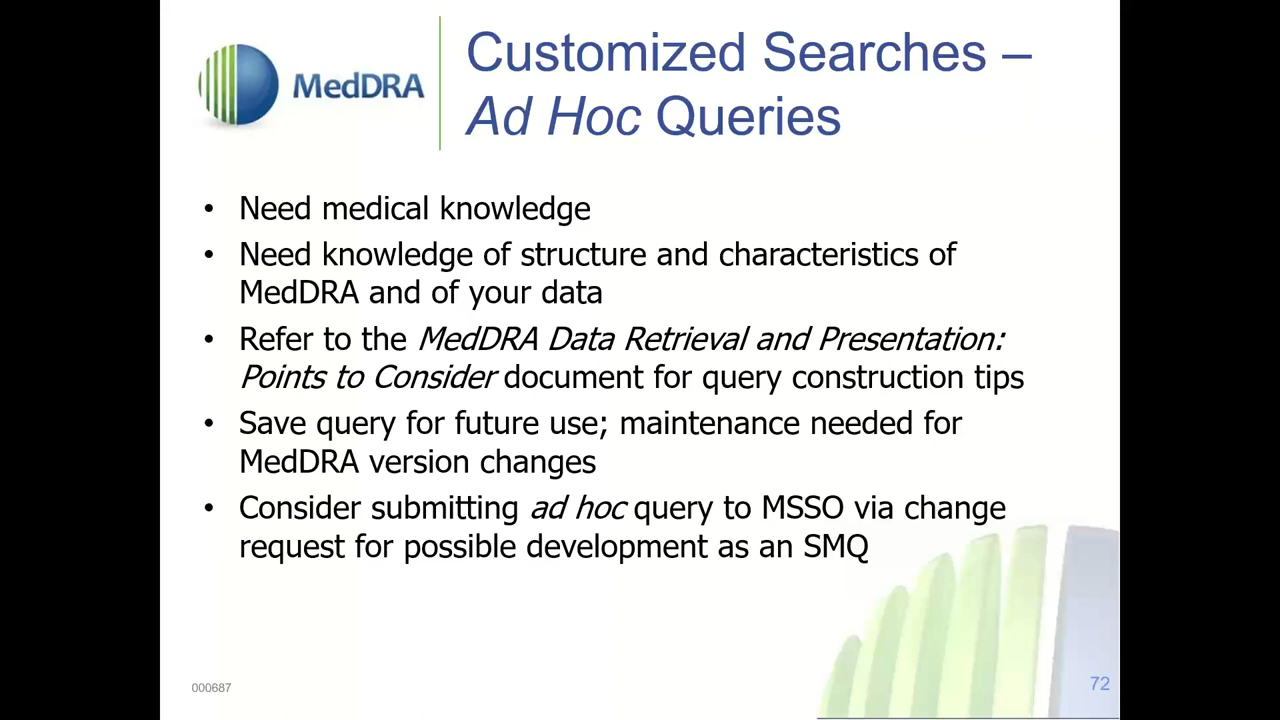 MedDRA
Customized Searches –
Ad Hoc Queries
• Need medical knowledge
• Need knowledge of structure and characteristics of
MedDRA and of your data
• Refer to the MedDRA Data Retrieval and Presentation:
Points to Consider document for query construction tips
• Save query for future use; maintenance needed for
MedDRA version changes
• Consider submitting ad hoc query to MSSO via change
request for possible development as an SMQ
000687
72